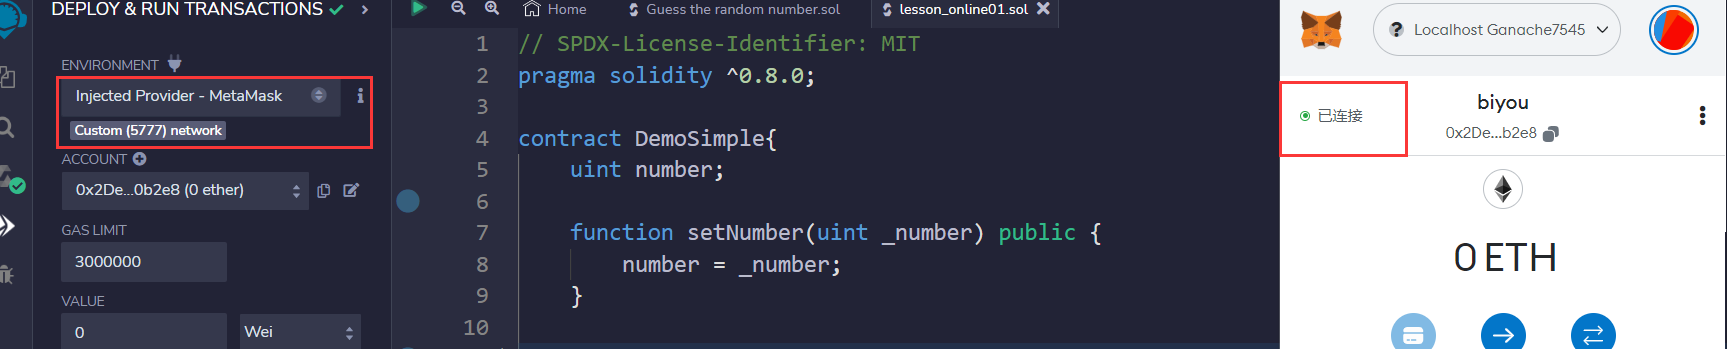 DEPLOY & RUN TRANSACTIONS
ENVIRONMENT
Injected Provider - MetaMask
Custom (5777) network
ACCOUNT
0x2De...0b2e8 (0 ether)
GAS LIMIT
3000000
VALUE
0
Wei
Home
Guess the random number.sol
lesson_online01.sol
1 // SPDX-License-Identifier: MIT
2 pragma solidity ^0.8.0;
3
4 contract DemoSimple{
5 uint number;
6
7 function setNumber(uint _number) public {
8 number = _number;
9 }
10
Localhost Ganache7545
已连接
biyou
0x2De...b2e8
0 ETH